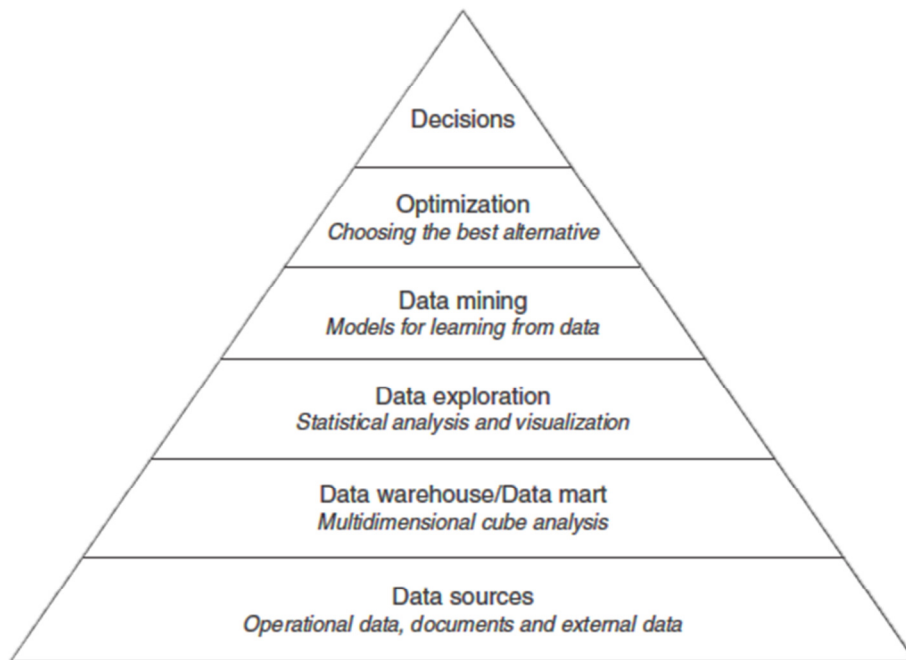 Decisions
Optimization
Choosing the best alternative
Data mining
Models for learning from data
Data exploration
Statistical analysis and visualization
Data warehouse/Data mart
Multidimensional cube analysis
Data sources
Operational data, documents and external data